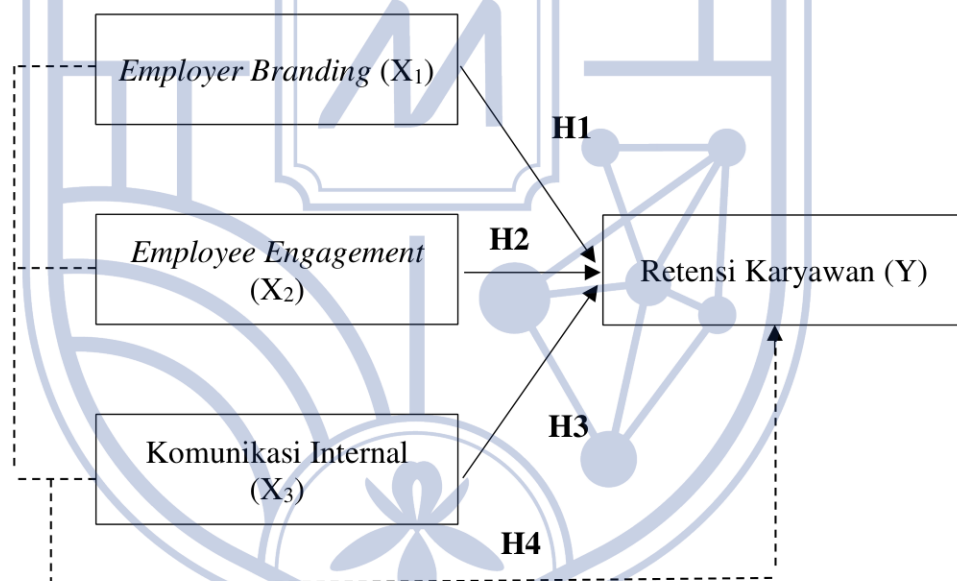 Employer Branding (X₁)
H1
Employee Engagement
(X₂)
H2
Retensi Karyawan (Y)
H3
Komunikasi Internal
(X₃)
H4